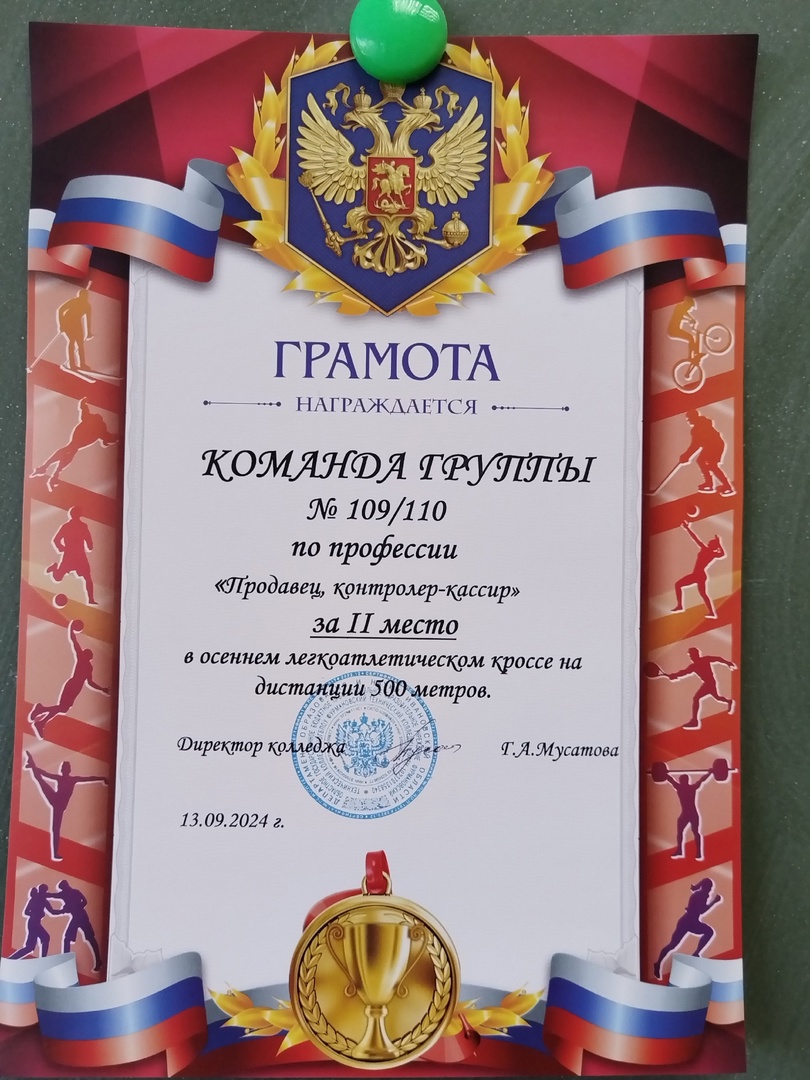 ГРАМОТА
НАГРАЖДАЕТСЯ
КОМАНДА ГРУППЫ
№ 109/110
по профессии
«Продавец, контролер-кассир»
за II место
в осеннем легкоатлетическом кроссе на
дистанции 500 метров.
Директор колледжа Г.А.Мусатова
13.09.2024 г.